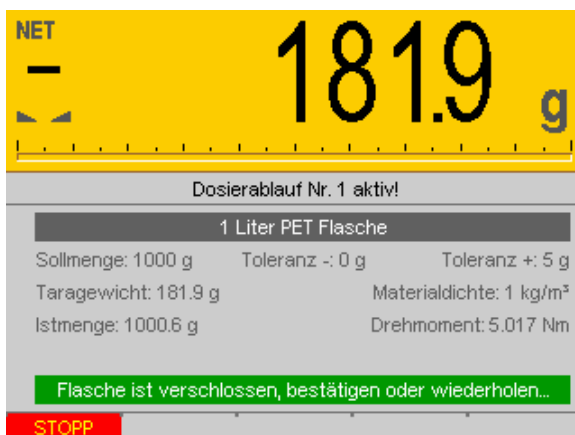 NET
– 181.9 g
Dosierablauf Nr. 1 aktiv!
1 Liter PET Flasche
Sollmenge: 1000 g Toleranz -: 0 g Toleranz +: 5 g
Taragewicht: 181.9 g Materialdichte: 1 kg/m³
Istmenge: 1000.6 g Drehmoment: 5.017 Nm
Flasche ist verschlossen, bestätigen oder wiederholen...
STOPP